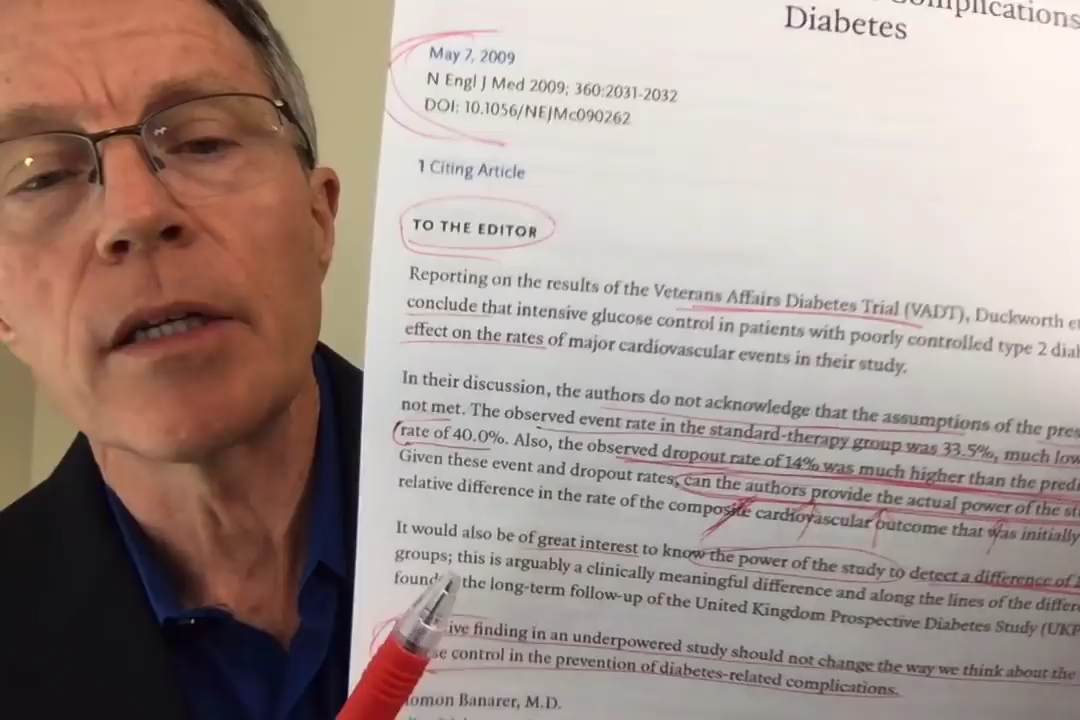 Complications
Diabetes
May 7, 2009
N Engl J Med 2009; 360:2031-2032
DOI: 10.1056/NEJMc090262
1 Citing Article
TO THE EDITOR
Reporting on the results of the Veterans Affairs Diabetes Trial (VADT), Duckworth
conclude that intensive glucose control in patients with poorly controlled type 2
effect on the rates of major cardiovascular events in their study.
In their discussion, the authors do not acknowledge that the assumptions of the
not met. The observed event rate in the standard-therapy group was 33.5%, much
rate of 40.0%. Also, the observed dropout rate of 14% was much higher than the
Given these event and dropout rates, can the authors provide the actual power of the
relative difference in the rate of the composite cardiovascular outcome that was initially
It would also be of great interest to know the power of the study to detect a difference of
groups; this is arguably a clinically meaningful difference and along the lines of the
the long-term follow-up of the United Kingdom Prospective Diabetes Study
finding in an underpowered study should not change the way we think about the
control in the prevention of diabetes-related complications.
Banarer, M.D.